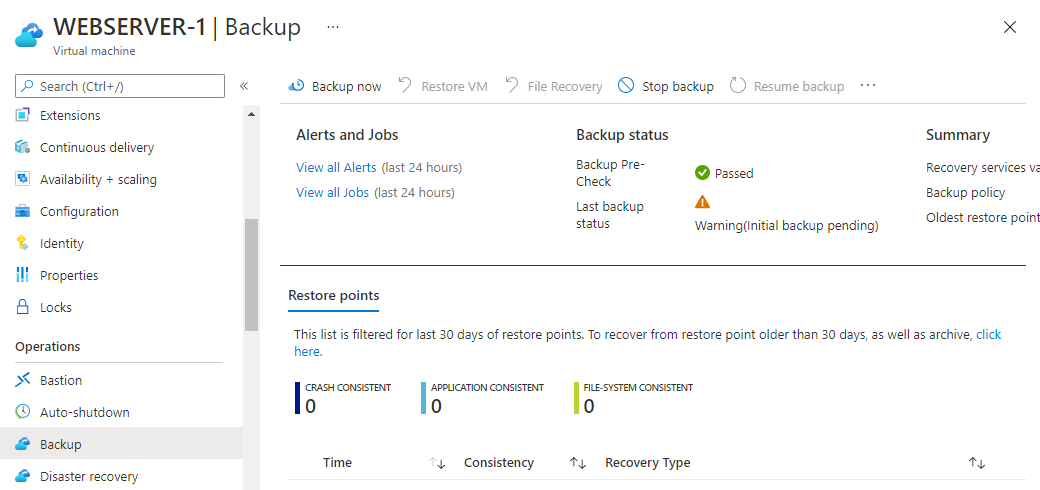 WEBSERVER-1 | Backup ...
Virtual machine
Search (Ctrl+/)
«
Extensions
Continuous delivery
Availability + scaling
Configuration
Identity
Properties
Locks
Operations
Bastion
Auto-shutdown
Backup
Disaster recovery
Backup now Restore VM File Recovery Stop backup Resume backup ...
Alerts and Jobs
View all Alerts (last 24 hours)
View all Jobs (last 24 hours)
Backup status
Backup Pre-
Check
Passed
Last backup
status
Warning(Initial backup pending)
Summary
Recovery services va
Backup policy
Oldest restore point
Restore points
This list is filtered for last 30 days of restore points. To recover from restore point older than 30 days, as well as archive, click
here.
CRASH CONSISTENT
0
APPLICATION CONSISTENT
0
FILE-SYSTEM CONSISTENT
0
Time Consistency Recovery Type